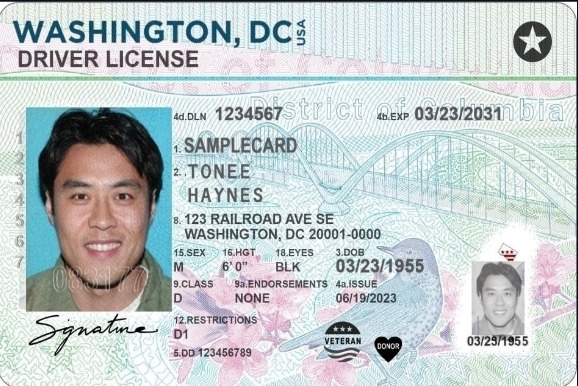 WASHINGTON, DC USA
DRIVER LICENSE
District of Columbia
4d.DLN 1234567 4b.EXP 03/23/2031
1. SAMPLECARD
2. TONEE
HAYNES
8. 123 RAILROAD AVE SE
WASHINGTON, DC 20001-0000
15.SEX 16.HGT 18.EYES 3.DOB
M 6' 0" BLK 03/23/1955
9.CLASS 9a.ENDORSEMENTS 4a.ISSUE
D NONE 06/19/2023
12.RESTRICTIONS
D1
5.DD 123456789
VETERAN
DONOR
03/23/1955
Signature
1
2
3
4
5
6
7